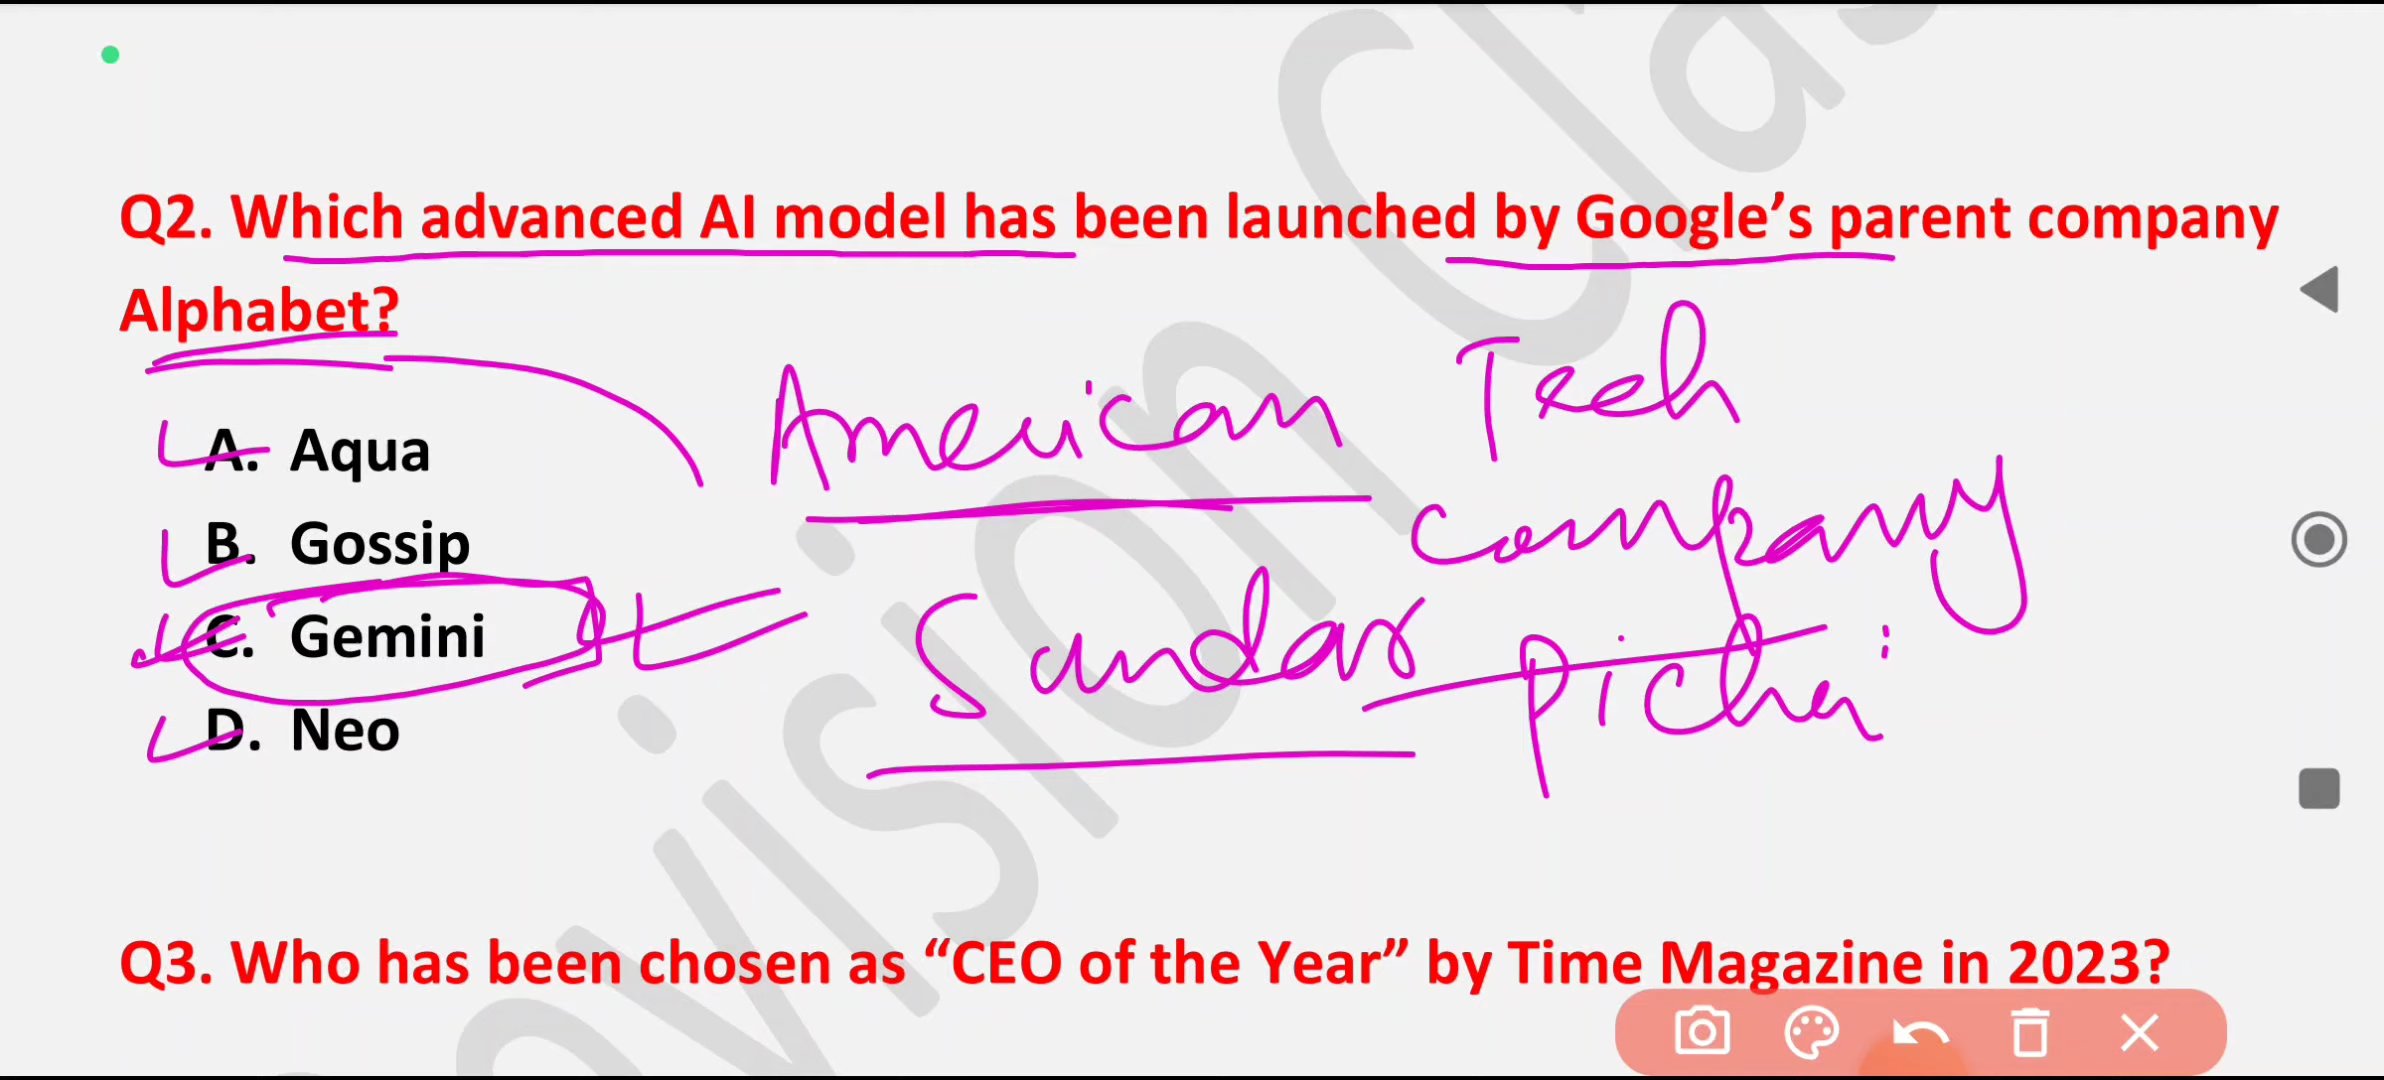 Q2. Which advanced AI model has been launched by Google's parent company
Alphabet?
American Tech
A. Aqua
company
B. Gossip
C. Gemini
Sundar Pichai
D. Neo
Q3. Who has been chosen as “CEO of the Year” by Time Magazine in 2023?